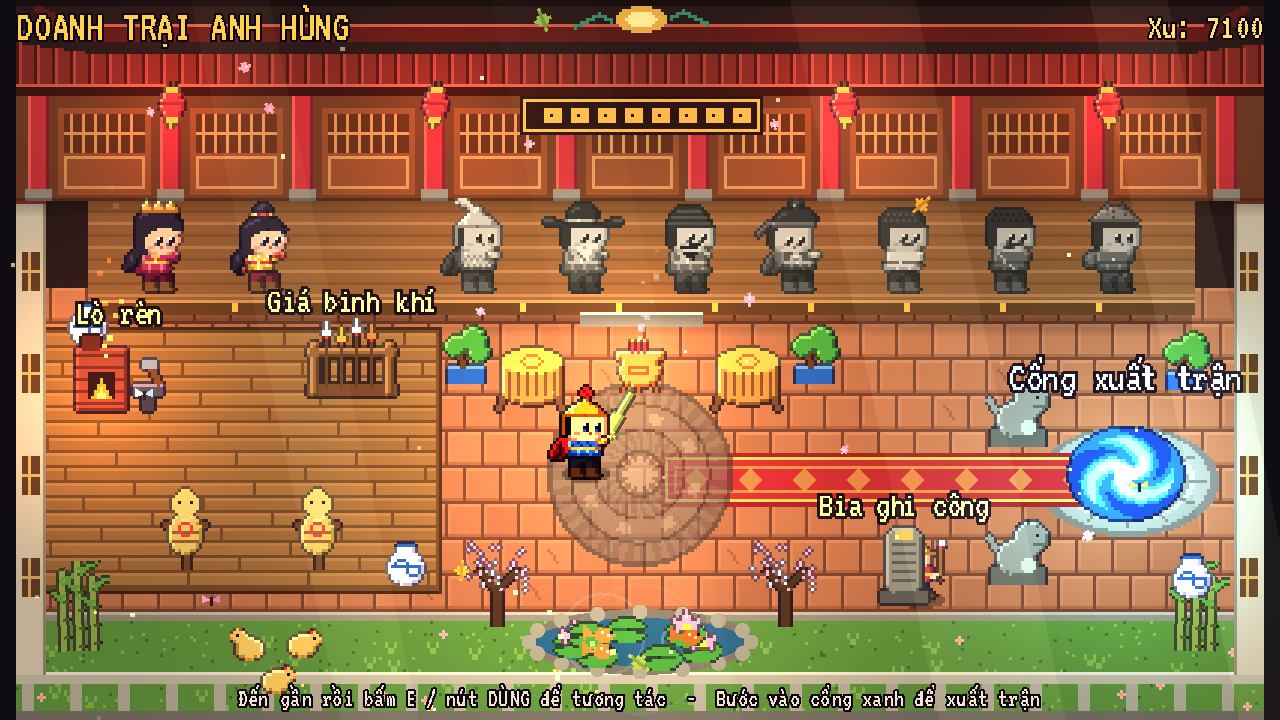 DOANH TRẠI ANH HÙNG
Xu: 7100
Giá binh khí
Lò rèn
Cổng xuất trận
Bia ghi công
Đến gần rồi bấm E / nút DÙNG để tương tác - Bước vào cổng xanh để xuất trận